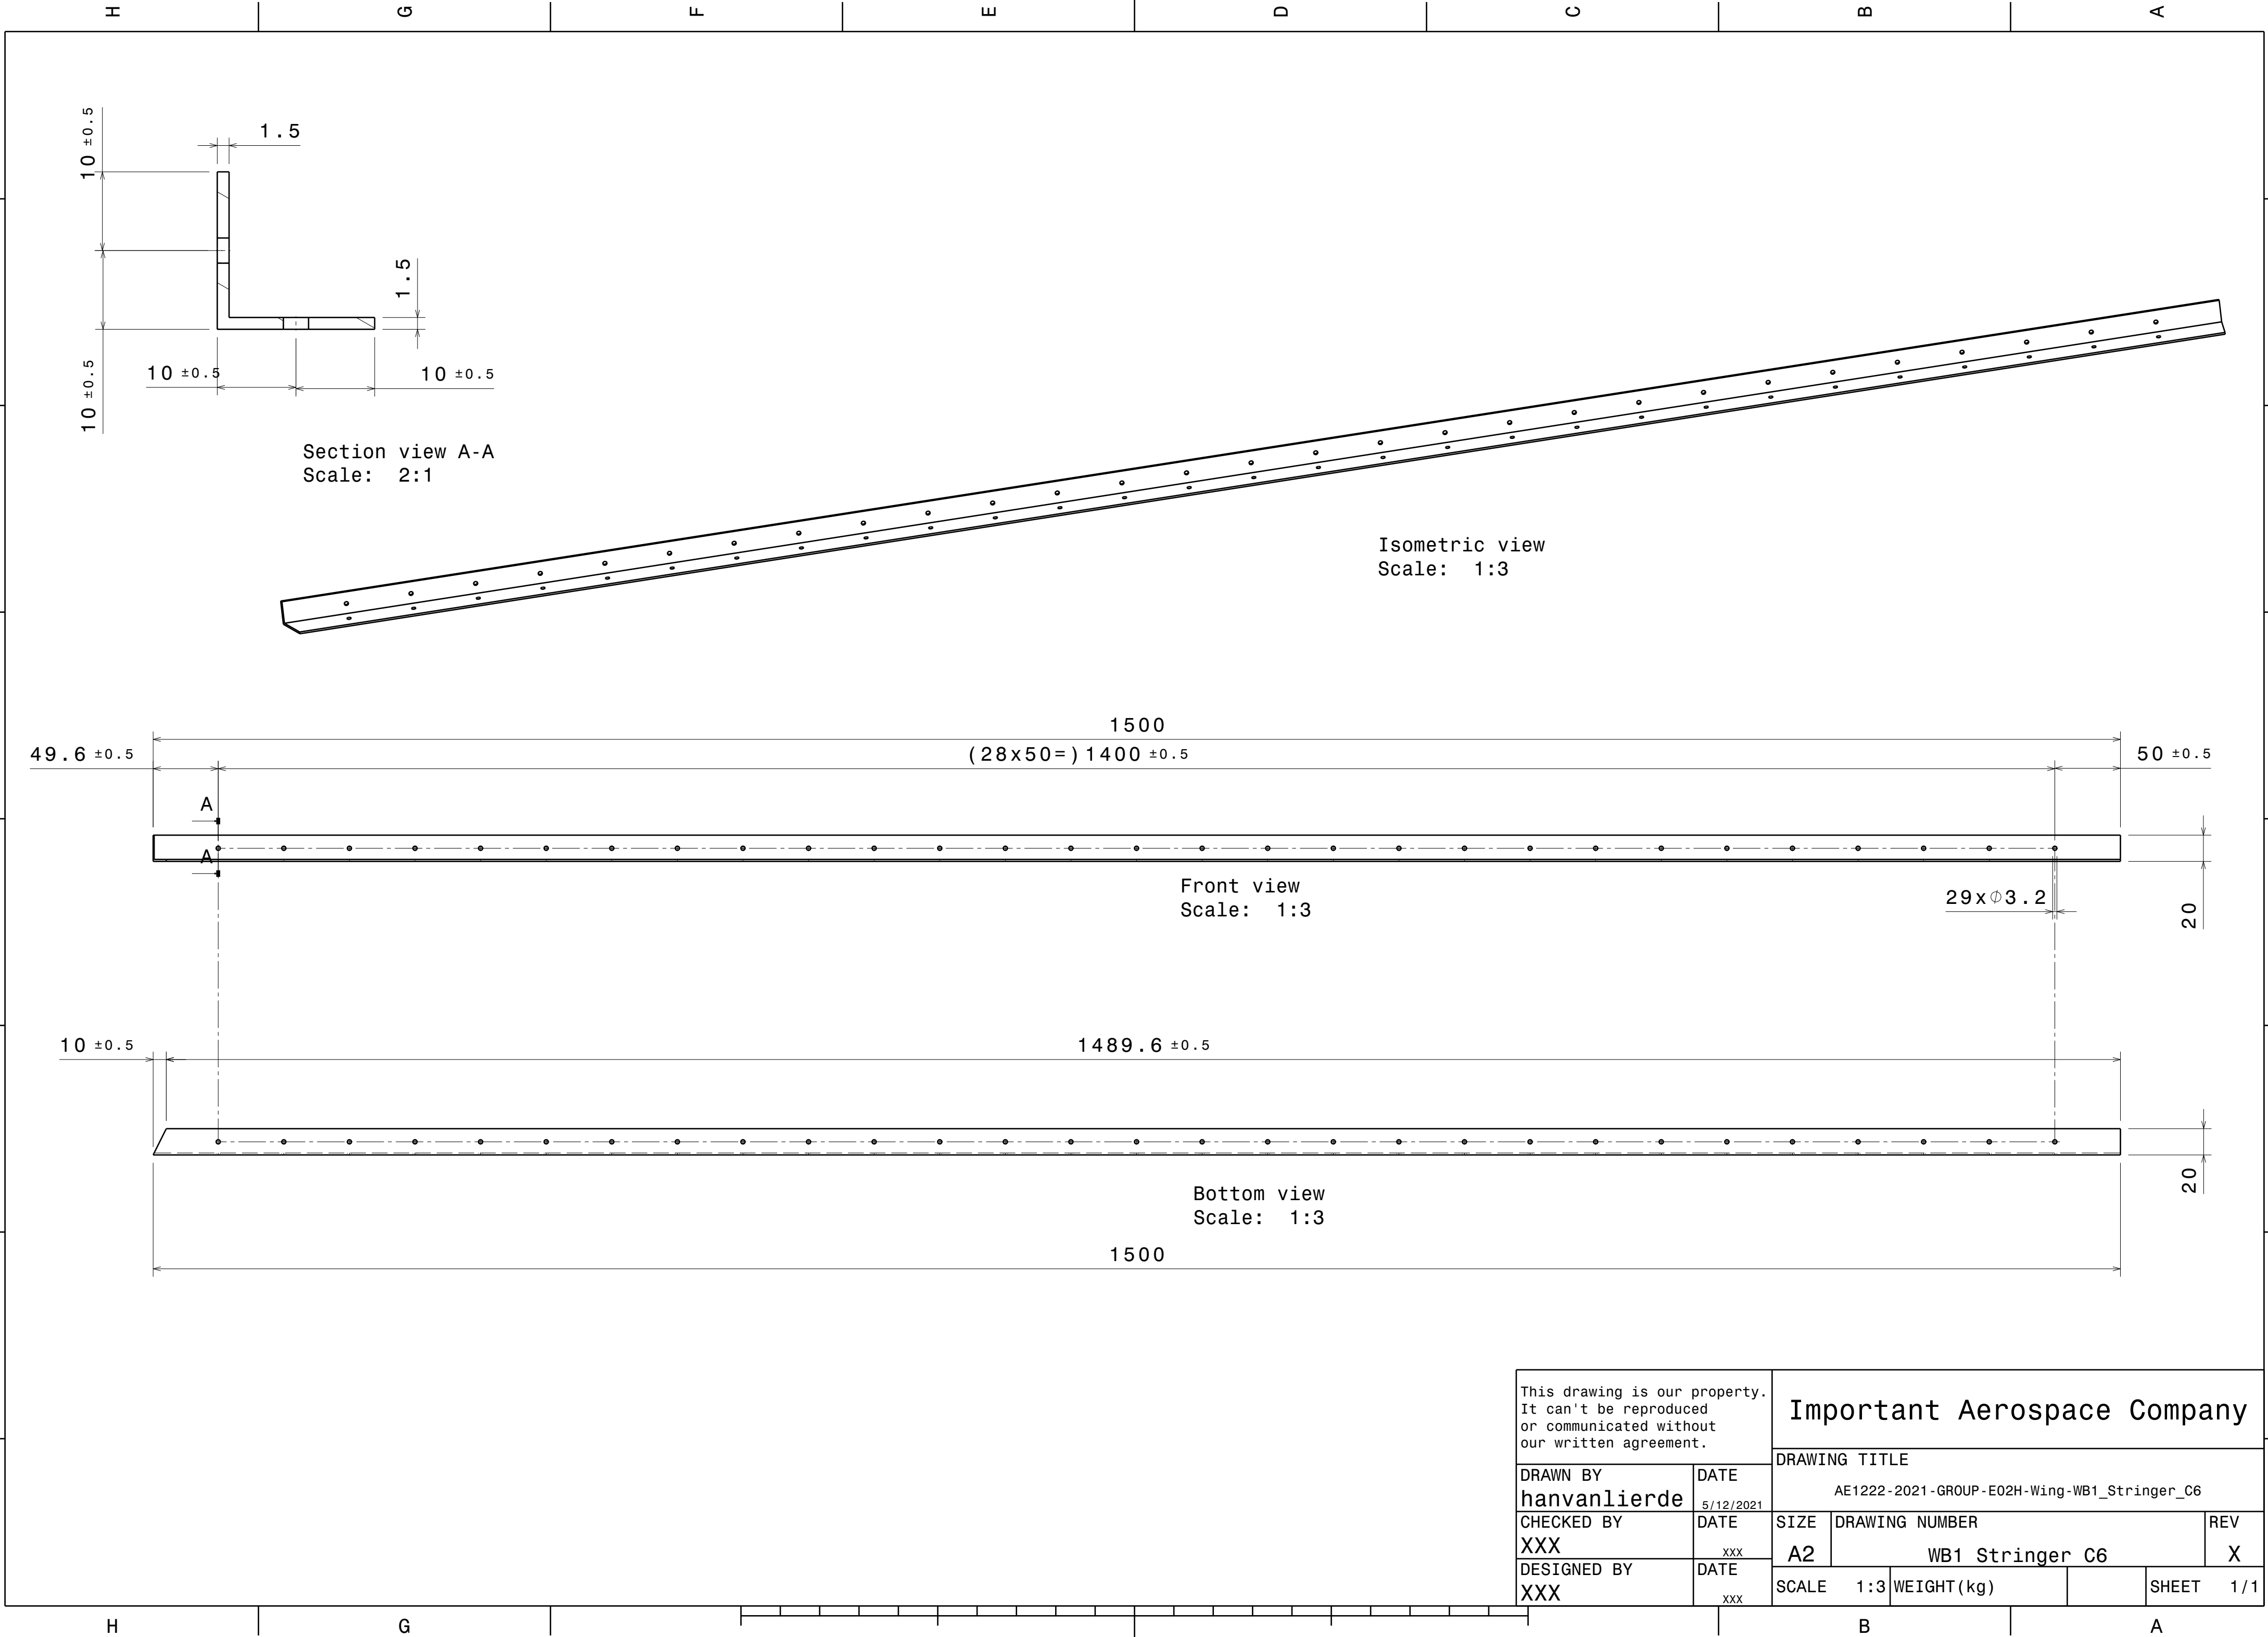 H G F E D C B A
10 ±0.5
1.5
1.5
10 ±0.5
10 ±0.5
10 ±0.5
Section view A-A
Scale: 2:1
Isometric view
Scale: 1:3
1500
49.6 ±0.5
(28x50=)1400 ±0.5
50 ±0.5
A
A
Front view
Scale: 1:3
29x∅3.2
20
10 ±0.5
1489.6 ±0.5
20
Bottom view
Scale: 1:3
1500
This drawing is our property.
It can't be reproduced
or communicated without
our written agreement.
Important Aerospace Company
DRAWING TITLE
AE1222-2021-GROUP-E02H-Wing-WB1_Stringer_C6
DRAWN BY
hanvanlierde
DATE
5/12/2021
CHECKED BY
XXX
DATE
XXX
DESIGNED BY
XXX
DATE
XXX
SIZE
A2
DRAWING NUMBER
WB1 Stringer C6
REV
X
SCALE 1:3
WEIGHT(kg)
SHEET 1/1
H G B A